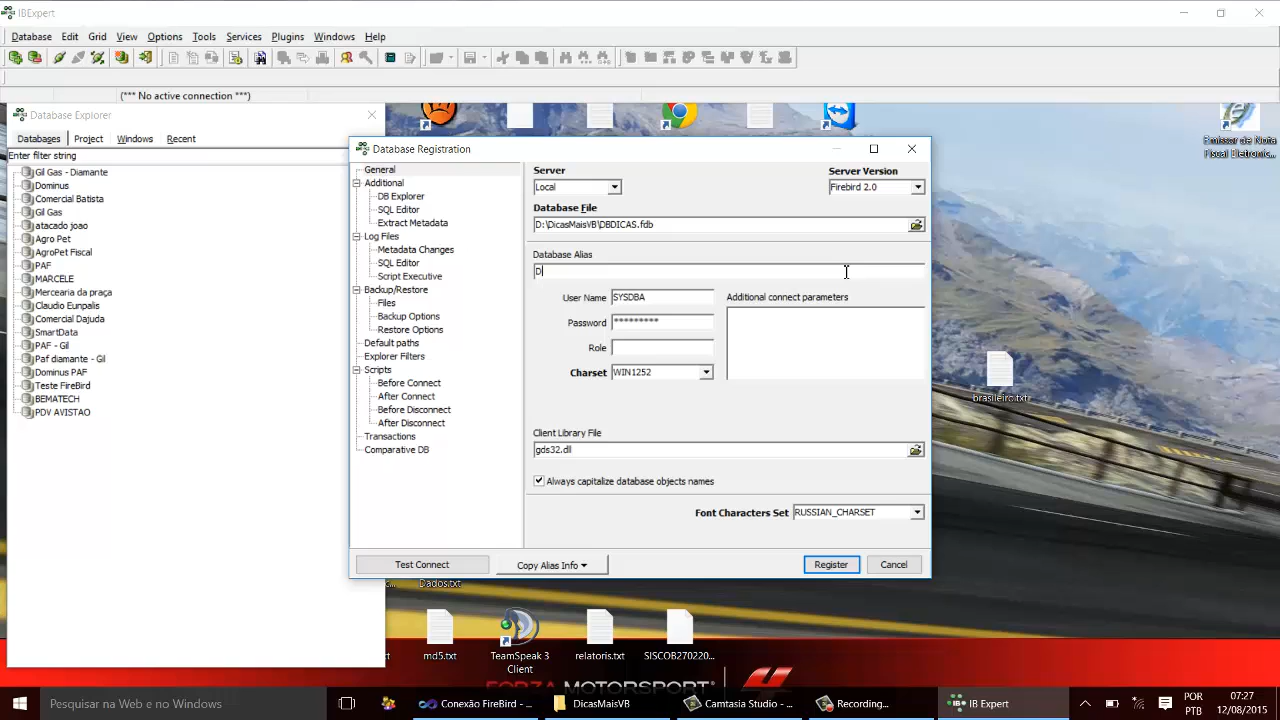 IBExpert
Database Edit Grid View Options Tools Services Plugins Windows Help
(*** No active connection ***)
Database Explorer
Databases Project Windows Recent
Enter filter string
Gil Gas - Diamante
Dominus
Comercial Batista
Gil Gas
atacado joao
Agro Pet
AgroPet Fiscal
PAF
MARCELE
Mercearia da praça
Claudio Eunpalis
Comercial Dajuda
SmartData
PAF - Gil
Paf diamante - Gil
Dominus PAF
Teste FireBird
BEMATECH
PDV AVISTAO
Database Registration
General
Additional
DB Explorer
SQL Editor
Extract Metadata
Log Files
Metadata Changes
SQL Editor
Script Executive
Backup/Restore
Files
Backup Options
Restore Options
Default paths
Explorer Filters
Scripts
Before Connect
After Connect
Before Disconnect
After Disconnect
Transactions
Comparative DB
Server
Local
Server Version
Firebird 2.0
Database File
D:\DicasMaisVB\DBDICAS.fdb
Database Alias
D
User Name SYSDBA
Password *********
Role
Charset WIN1252
Additional connect parameters
Client Library File
gds32.dll
Always capitalize database objects names
Font Characters Set RUSSIAN_CHARSET
Test Connect Copy Alias Info Register Cancel
Emissor de Nota
Fiscal Eletronic...
brasileiro.txt
Dados.txt
md5.txt
TeamSpeak 3
Client
relatoris.txt
SISCOB270220...
FORZA MOTORSPORT 4
Pesquisar na Web e no Windows
Conexão FireBird - ...
DicasMaisVB
Camtasia Studio - ...
Recording...
IB Expert
POR
PTB
07:27
12/08/2015